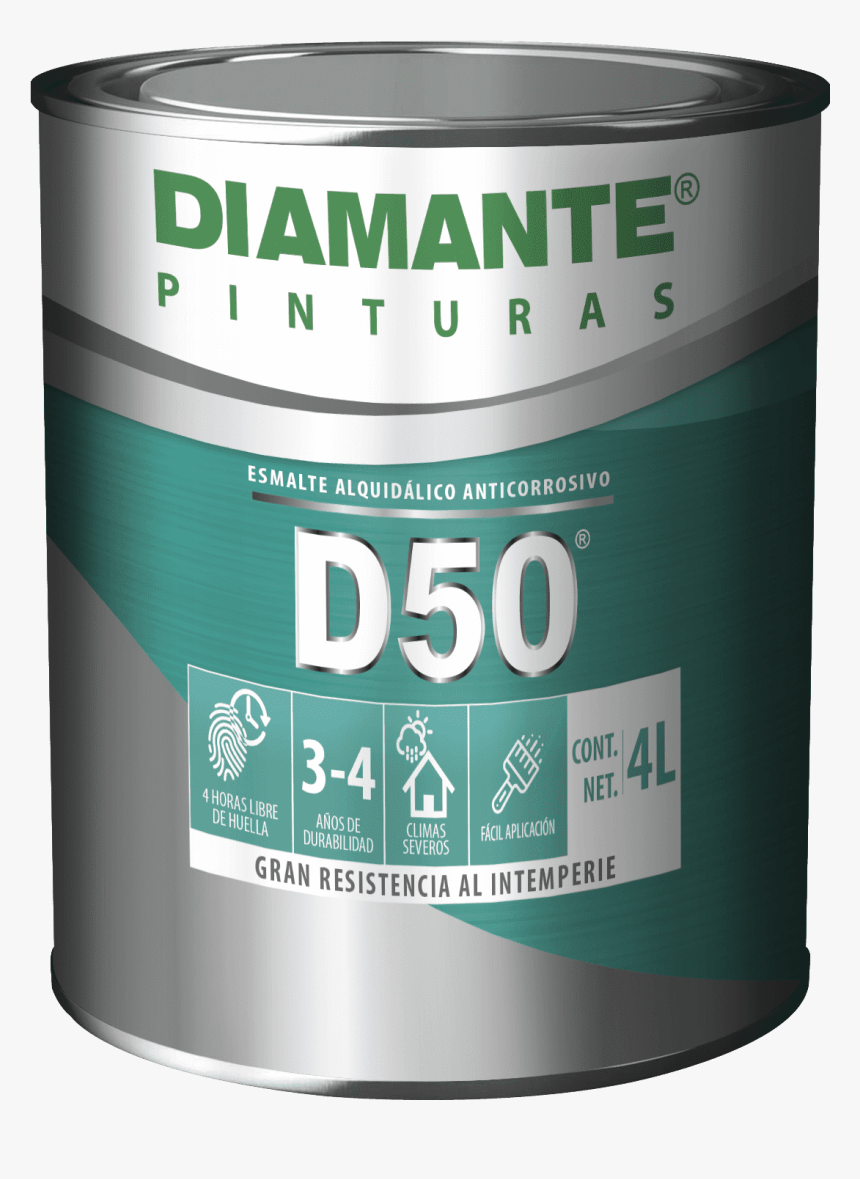 DIAMANTE®
PINTURAS
ESMALTE ALQUIDÁLICO ANTICORROSIVO
D50®
4 HORAS LIBRE
DE HUELLA
3-4
AÑOS DE
DURABILIDAD
CLIMAS
SEVEROS
FÁCIL APLICACIÓN
CONT.
NET.
4L
GRAN RESISTENCIA AL INTEMPERIE